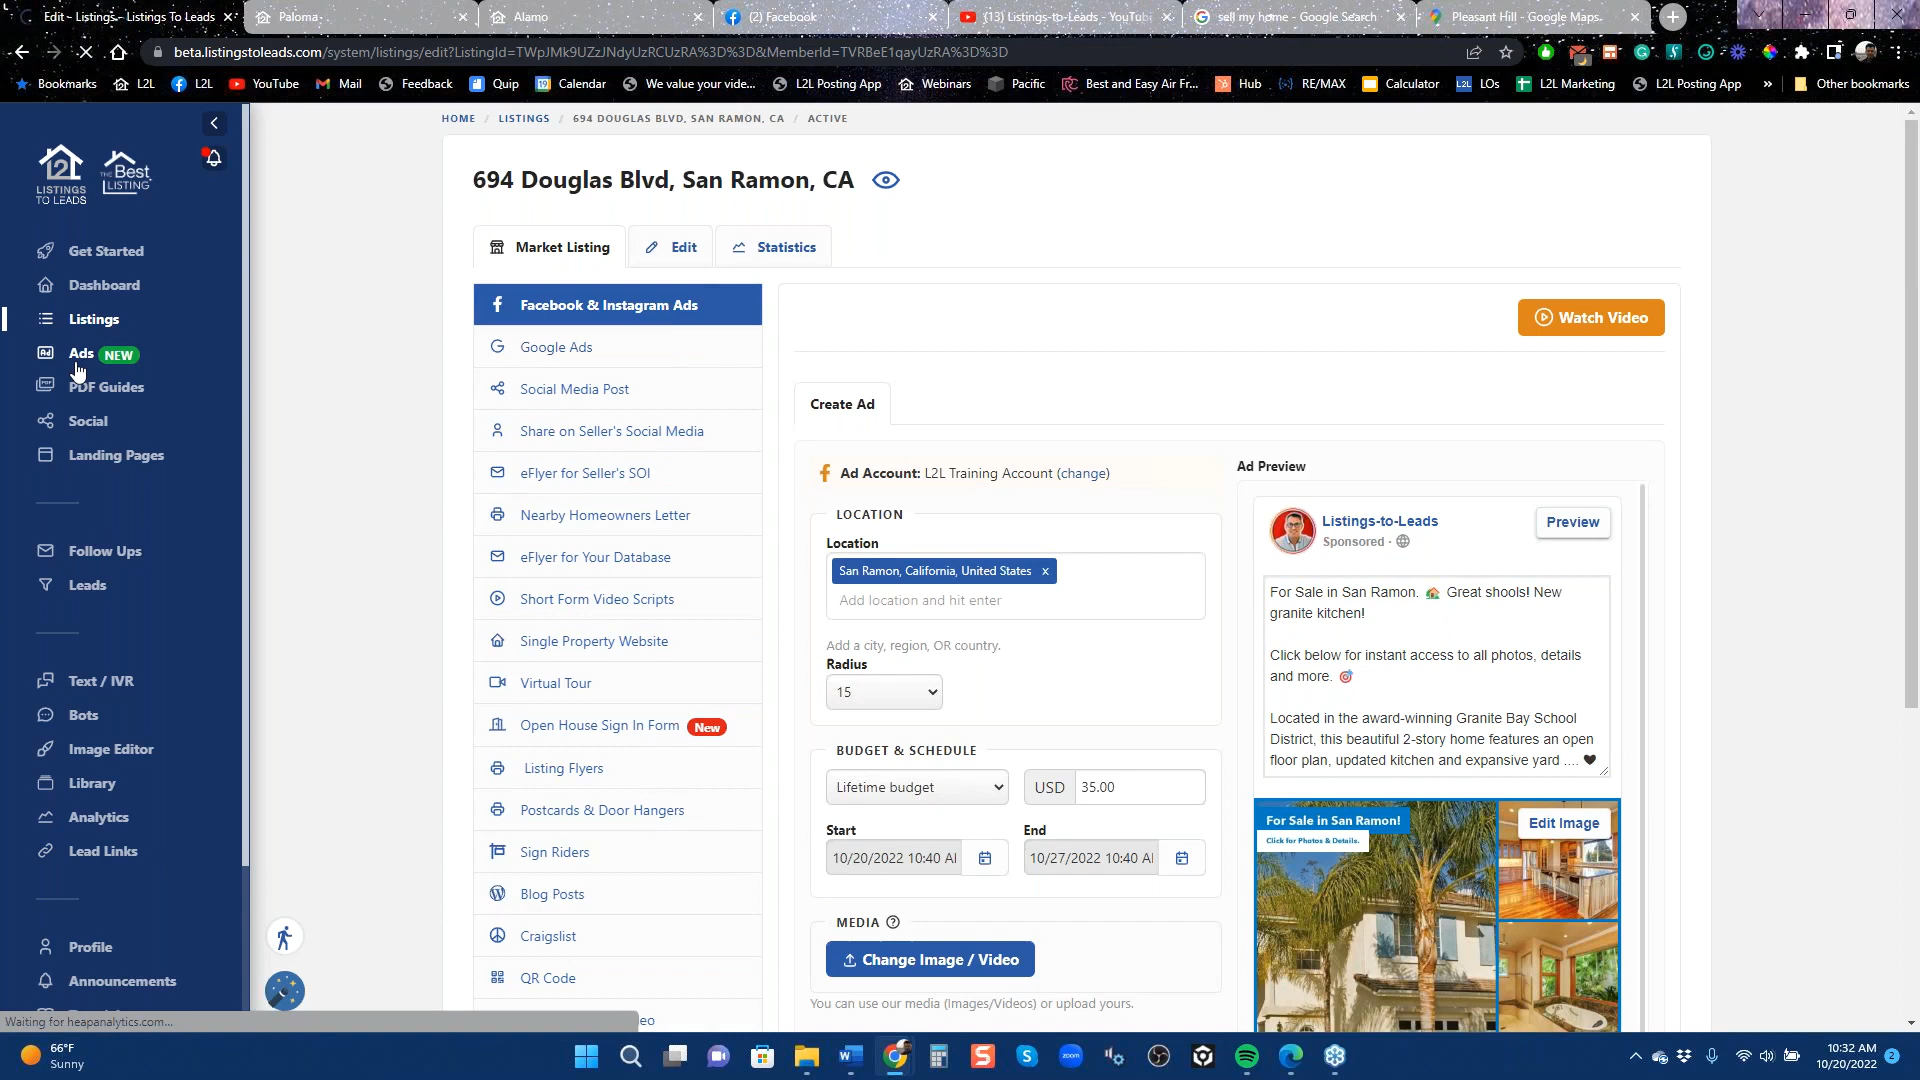 Edit - Listings - Listings To Leads
Paloma
Alamo
(2) Facebook
(13) Listings-to-Leads - YouTube
sell my home - Google Search
Pleasant Hill - Google Maps
beta.listingstoleads.com/system/listings/edit?ListingId=TWpJMk9UZzJNdyUzRCUzRA%3D%3D&MemberId=TVRBeE1qayUzRA%3D%3D
Bookmarks
L2L
L2L
YouTube
Mail
Feedback
Quip
Calendar
We value your vide...
L2L Posting App
Webinars
Pacific
Best and Easy Air Fr...
Hub
RE/MAX
Calculator
LOs
L2L Marketing
L2L Posting App
Other bookmarks
L2L
LISTINGS
TO LEADS
THE Best
LISTING
Get Started
Dashboard
Listings
Ads NEW
PDF Guides
Social
Landing Pages
Follow Ups
Leads
Text / IVR
Bots
Image Editor
Library
Analytics
Lead Links
Profile
Announcements
Waiting for heapanalytics.com...
HOME / LISTINGS / 694 DOUGLAS BLVD, SAN RAMON, CA / ACTIVE
694 Douglas Blvd, San Ramon, CA
Market Listing
Edit
Statistics
Facebook & Instagram Ads
Google Ads
Social Media Post
Share on Seller's Social Media
eFlyer for Seller's SOI
Nearby Homeowners Letter
eFlyer for Your Database
Short Form Video Scripts
Single Property Website
Virtual Tour
Open House Sign In Form New
Listing Flyers
Postcards & Door Hangers
Sign Riders
Blog Posts
Craigslist
QR Code
Watch Video
Create Ad
Ad Account: L2L Training Account (change)
LOCATION
Location
San Ramon, California, United States x
Add location and hit enter
Add a city, region, OR country.
Radius
15
BUDGET & SCHEDULE
Lifetime budget
USD 35.00
Start
End
10/20/2022 10:40 AI
10/27/2022 10:40 AI
MEDIA
Change Image / Video
You can use our media (Images/Videos) or upload yours.
Ad Preview
Listings-to-Leads
Sponsored ·
Preview
For Sale in San Ramon. Great shools! New
granite kitchen!
Click below for instant access to all photos, details
and more.
Located in the award-winning Granite Bay School
District, this beautiful 2-story home features an open
floor plan, updated kitchen and expansive yard ....
For Sale in San Ramon!
Click for Photos & Details.
Edit Image
66°F
Sunny
10:32 AM
10/20/2022
2